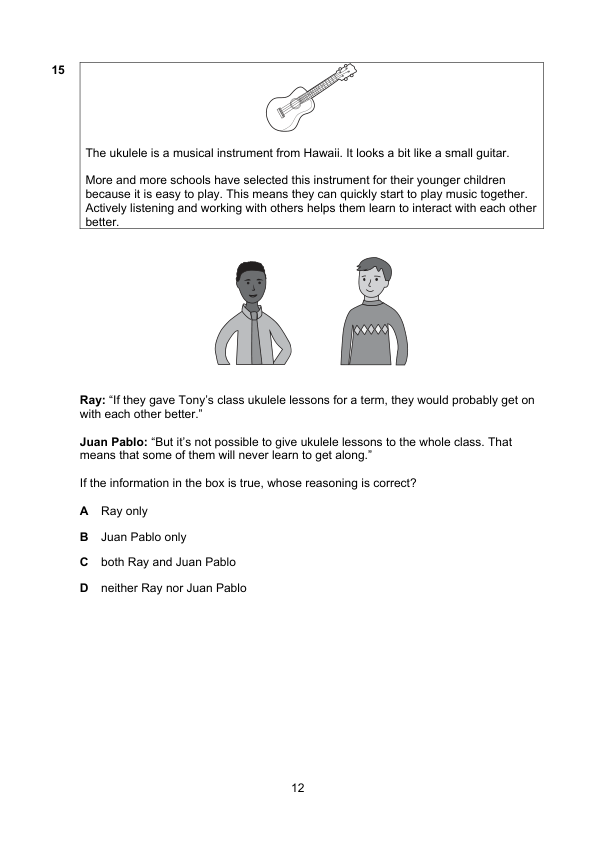 15
The ukulele is a musical instrument from Hawaii. It looks a bit like a small guitar.
More and more schools have selected this instrument for their younger children
because it is easy to play. This means they can quickly start to play music together.
Actively listening and working with others helps them learn to interact with each other
better.
Ray: “If they gave Tony’s class ukulele lessons for a term, they would probably get on
with each other better.”
Juan Pablo: “But it’s not possible to give ukulele lessons to the whole class. That
means that some of them will never learn to get along.”
If the information in the box is true, whose reasoning is correct?
A Ray only
B Juan Pablo only
C both Ray and Juan Pablo
D neither Ray nor Juan Pablo
12